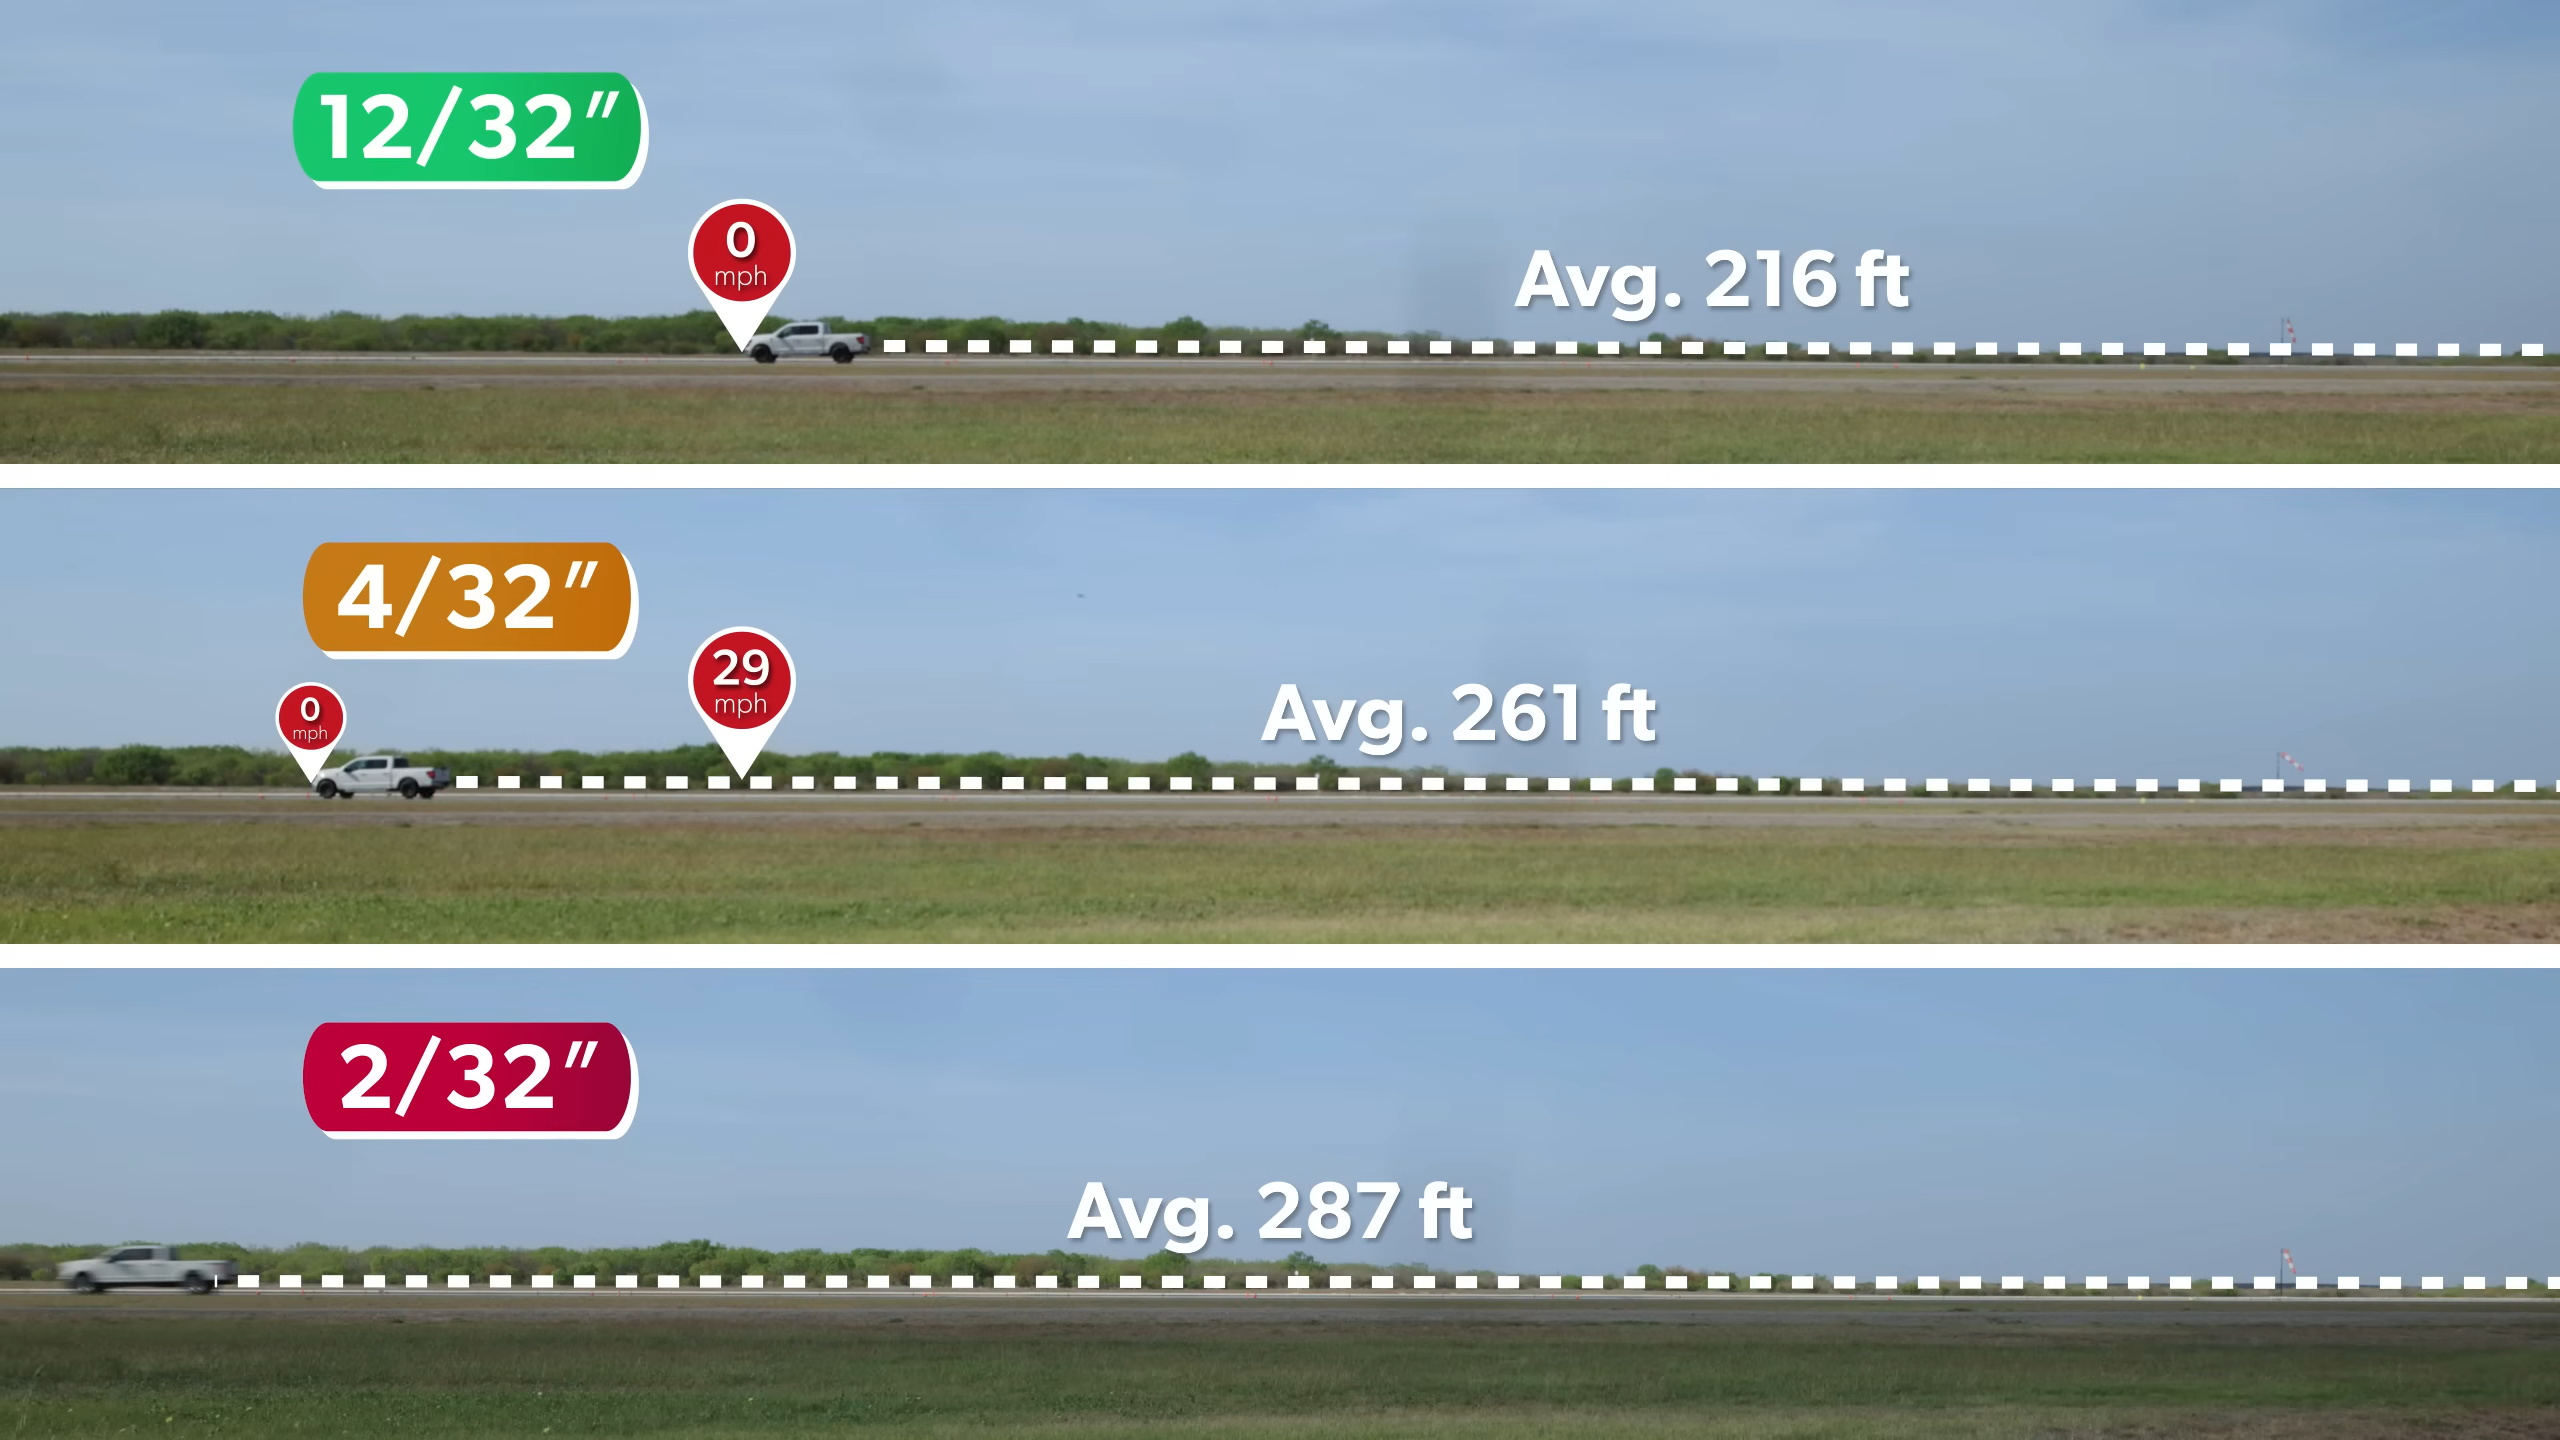 12/32"
0
mph
Avg. 216 ft
4/32"
29
mph
0
mph
Avg. 261 ft
2/32"
Avg. 287 ft